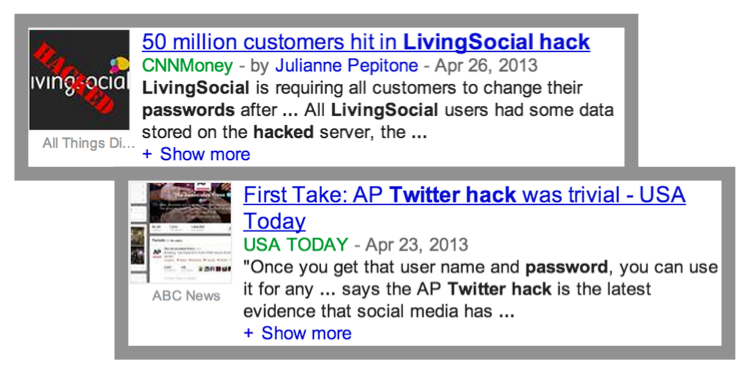 50 million customers hit in LivingSocial hack
CNNMoney - by Julianne Pepitone - Apr 26, 2013
LivingSocial is requiring all customers to change their
passwords after ... All LivingSocial users had some data
stored on the hacked server, the ...
+ Show more
HACKED
ivingsocial
All Things Di...
First Take: AP Twitter hack was trivial - USA
Today
USA TODAY - Apr 23, 2013
"Once you get that user name and password, you can use
it for any ... says the AP Twitter hack is the latest
evidence that social media has ...
+ Show more
AP
ABC News